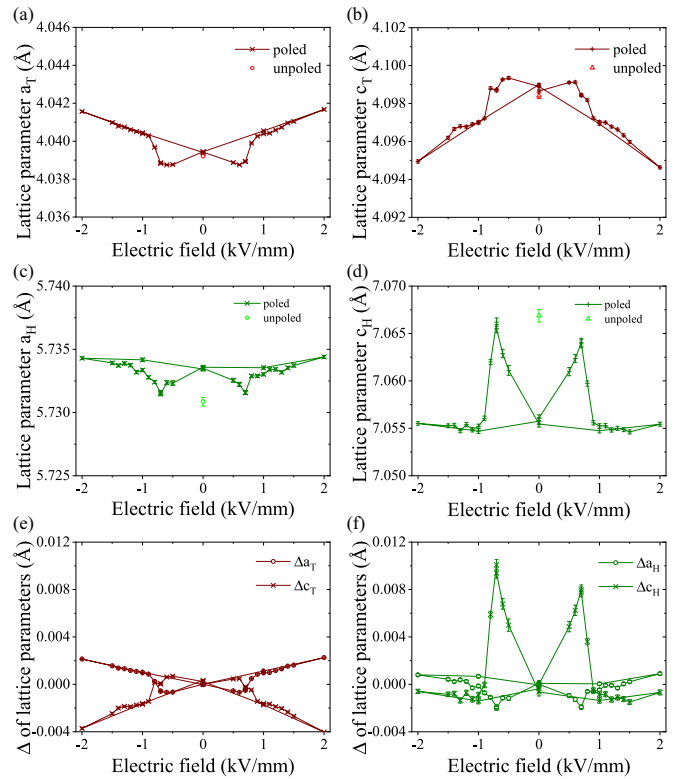 (a)
4.046
4.044
4.042
4.040
4.038
4.036
Lattice parameter a_T (Å)
poled
unpoled
-2 -1 0 1 2
Electric field (kV/mm)
(b)
4.102
4.100
4.098
4.096
4.094
4.092
Lattice parameter c_T (Å)
poled
unpoled
-2 -1 0 1 2
Electric field (kV/mm)
(c)
5.740
5.735
5.730
5.725
Lattice parameter a_H (Å)
poled
unpoled
-2 -1 0 1 2
Electric field (kV/mm)
(d)
7.070
7.065
7.060
7.055
7.050
Lattice parameter c_H (Å)
poled
unpoled
-2 -1 0 1 2
Electric field (kV/mm)
(e)
0.012
0.008
0.004
0.000
-0.004
Δ of lattice parameters (Å)
Δa_T
Δc_T
-2 -1 0 1 2
Electric field (kV/mm)
(f)
0.012
0.008
0.004
0.000
-0.004
Δ of lattice parameters (Å)
Δa_H
Δc_H
-2 -1 0 1 2
Electric field (kV/mm)